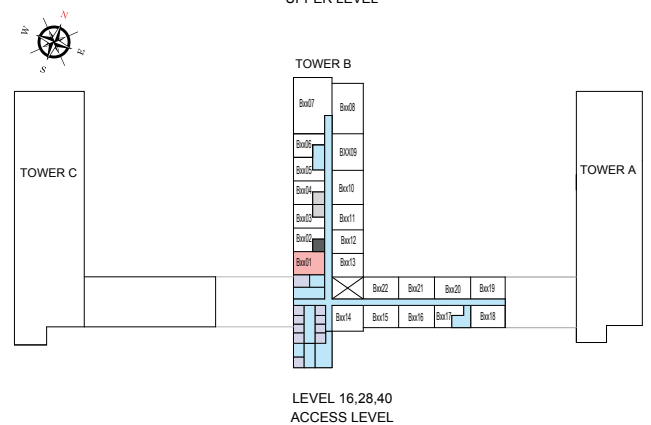 UPPER LEVEL
N
W
E
S
TOWER B
Bxx07
Bxx08
TOWER C
TOWER A
Bxx06
BXX09
Bxx05
Bxx04
Bxx10
Bxx03
Bxx11
Bxx02
Bxx12
Bxx01
Bxx13
Bxx22
Bxx21
Bxx20
Bxx19
Bxx14
Bxx15
Bxx16
Bxx17
Bxx18
LEVEL 16,28,40
ACCESS LEVEL